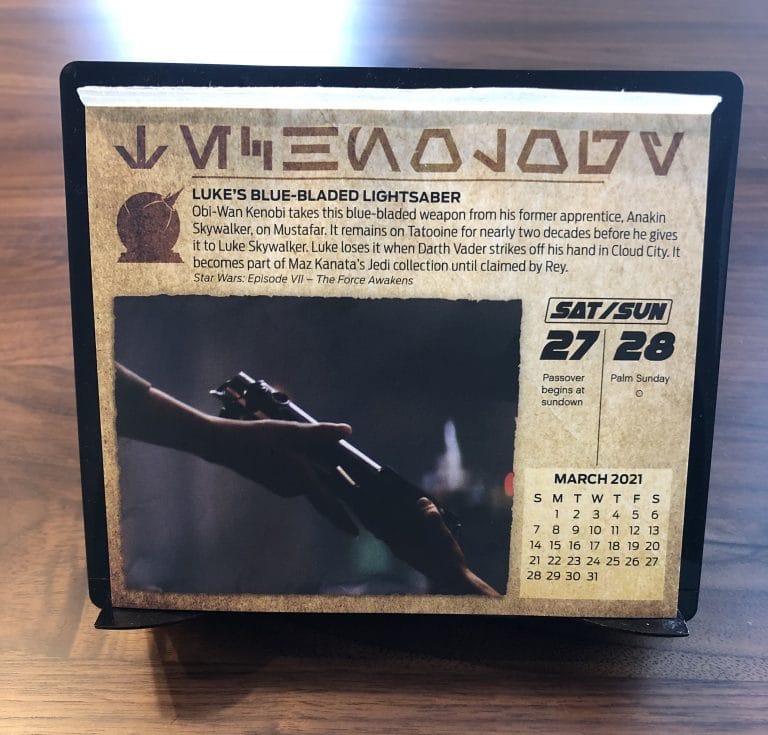 LUKE'S BLUE-BLADED LIGHTSABER
Obi-Wan Kenobi takes this blue-bladed weapon from his former apprentice, Anakin
Skywalker, on Mustafar. It remains on Tatooine for nearly two decades before he gives
it to Luke Skywalker. Luke loses it when Darth Vader strikes off his hand in Cloud City. It
becomes part of Maz Kanata's Jedi collection until claimed by Rey.
Star Wars: Episode VII – The Force Awakens
SAT/SUN
27 28
Passover
begins at
sundown
Palm Sunday
MARCH 2021
S M T W T F S
1 2 3 4 5 6
7 8 9 10 11 12 13
14 15 16 17 18 19 20
21 22 23 24 25 26 27
28 29 30 31